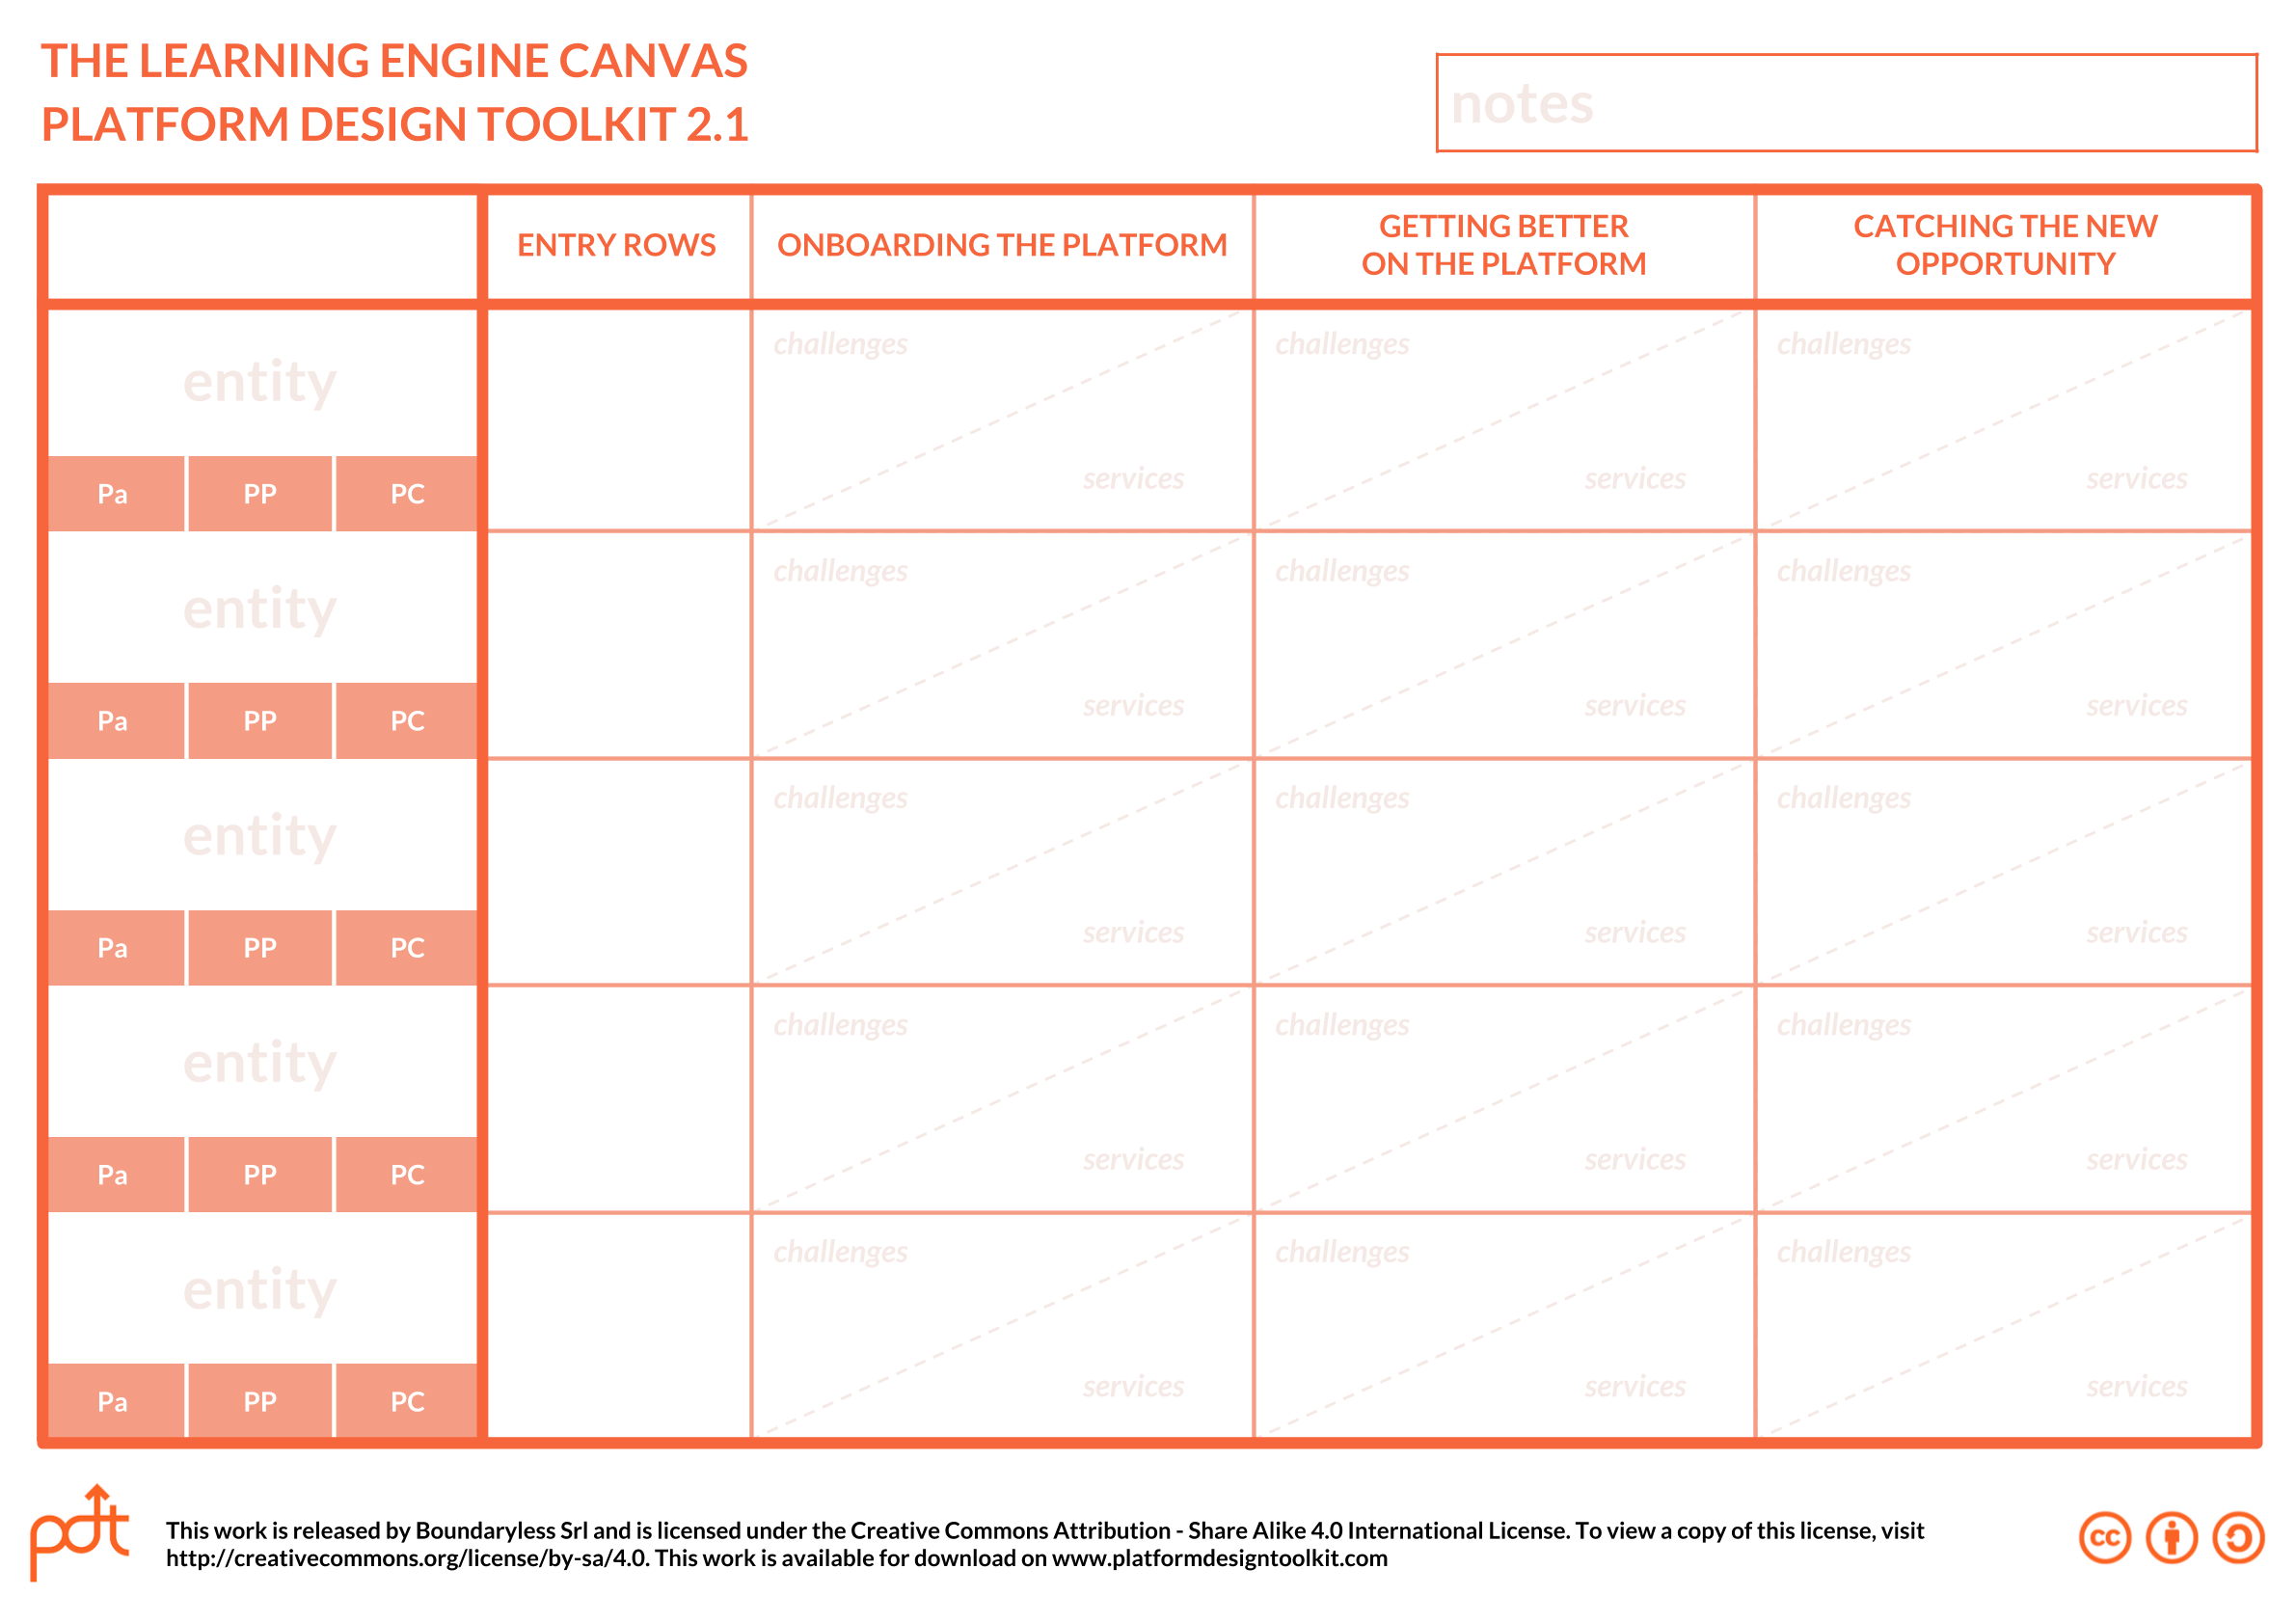 THE LEARNING ENGINE CANVAS
PLATFORM DESIGN TOOLKIT 2.1
notes
ENTRY ROWS
ONBOARDING THE PLATFORM
GETTING BETTER
ON THE PLATFORM
CATCHING THE NEW
OPPORTUNITY
entity
challenges
challenges
challenges
services
services
services
Pa PP PC
entity
challenges
challenges
challenges
services
services
services
Pa PP PC
entity
challenges
challenges
challenges
services
services
services
Pa PP PC
entity
challenges
challenges
challenges
services
services
services
Pa PP PC
entity
challenges
challenges
challenges
services
services
services
Pa PP PC
pdt
This work is released by Boundaryless Srl and is licensed under the Creative Commons Attribution - Share Alike 4.0 International License. To view a copy of this license, visit
http://creativecommons.org/license/by-sa/4.0. This work is available for download on www.platformdesigntoolkit.com
cc